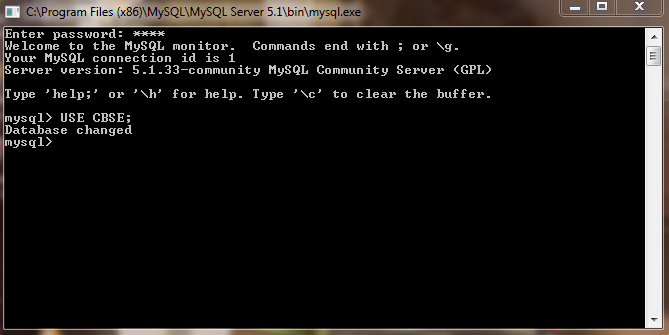 C:\Program Files (x86)\MySQL\MySQL Server 5.1\bin\mysql.exe
Enter password: ****
Welcome to the MySQL monitor.  Commands end with ; or \g.
Your MySQL connection id is 1
Server version: 5.1.33-community MySQL Community Server (GPL)
Type 'help;' or '\h' for help. Type '\c' to clear the buffer.
mysql> USE CBSE;
Database changed
mysql>